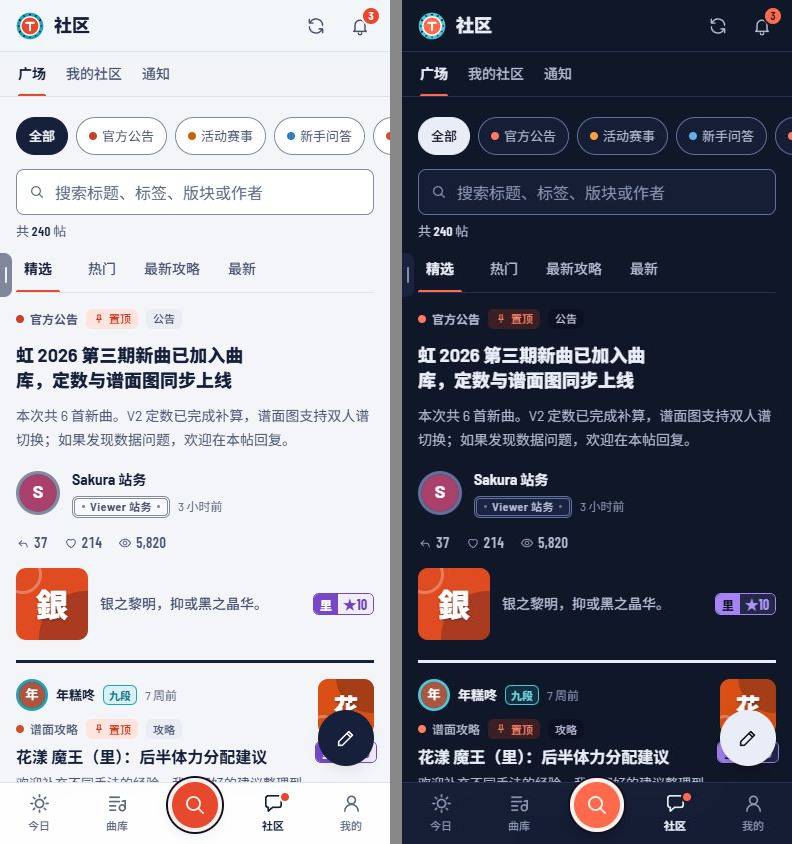 T 社区 3
广场 我的社区 通知
全部 官方公告 活动赛事 新手问答
搜索标题、标签、版块或作者
共 240 帖
精选 热门 最新攻略 最新
官方公告 置顶 公告
虹 2026 第三期新曲已加入曲
库，定数与谱面图同步上线
本次共 6 首新曲。V2 定数已完成补算，谱面图支持双人谱
切换；如果发现数据问题，欢迎在本帖回复。
S Sakura 站务
Viewer 站务 3 小时前
37 214 5,820
銀 银之黎明，抑或黑之晶华。 里 ★10
年 年糕咚 九段 7 周前
花
谱面攻略 置顶 攻略
花漾 魔王（里）：后半体力分配建议
今日 曲库 社区 我的
T 社区 3
广场 我的社区 通知
全部 官方公告 活动赛事 新手问答
搜索标题、标签、版块或作者
共 240 帖
精选 热门 最新攻略 最新
官方公告 置顶 公告
虹 2026 第三期新曲已加入曲
库，定数与谱面图同步上线
本次共 6 首新曲。V2 定数已完成补算，谱面图支持双人谱
切换；如果发现数据问题，欢迎在本帖回复。
S Sakura 站务
Viewer 站务 3 小时前
37 214 5,820
銀 银之黎明，抑或黑之晶华。 里 ★10
年 年糕咚 九段 7 周前
花
谱面攻略 置顶 攻略
花漾 魔王（里）：后半体力分配建议
今日 曲库 社区 我的